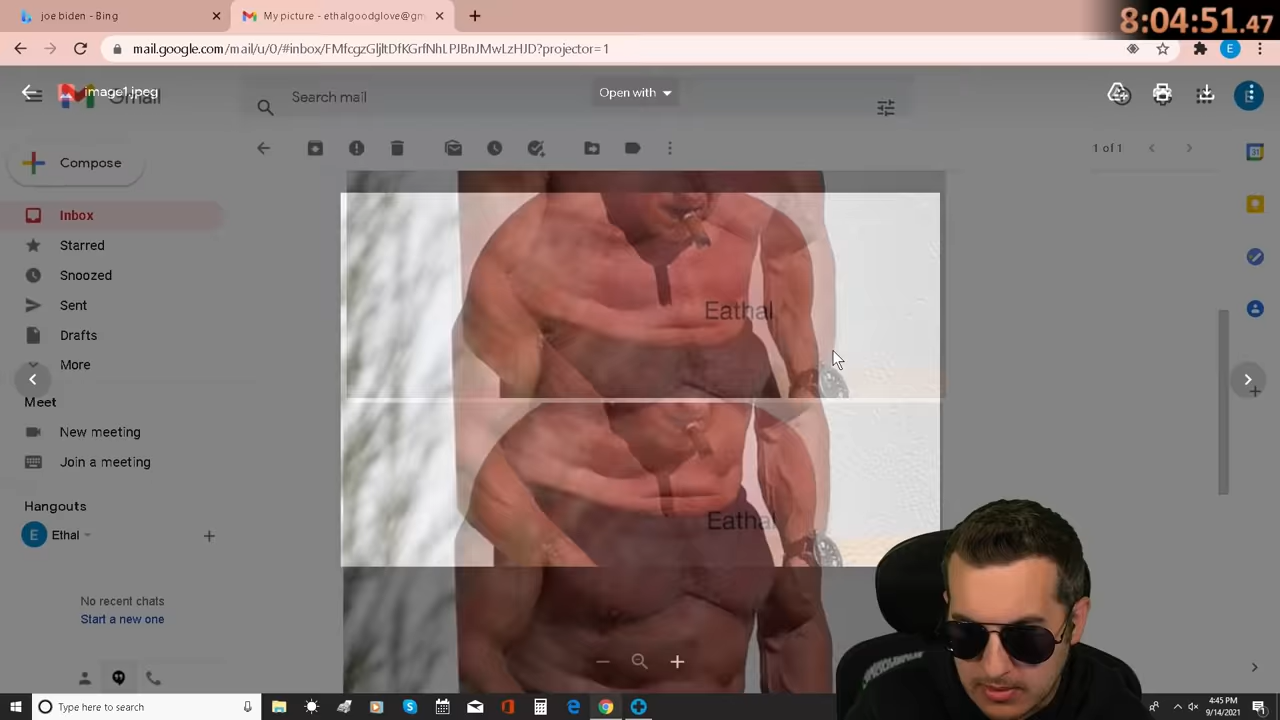 joe biden - Bing
My picture - ethalgoodglove@gm
8:04:51.47
mail.google.com/mail/u/0/#inbox/FMfcgzGljltDfKGrfNhLPJBnJMwLzHJD?projector=1
E
image1.jpeg
Gmail
Search mail
Open with
Compose
1 of 1
Inbox
Starred
Snoozed
Sent
Drafts
More
Eathal
Meet
New meeting
Join a meeting
Eathal
Hangouts
E
Ethal
No recent chats
Start a new one
Type here to search
4:45 PM
9/14/2021